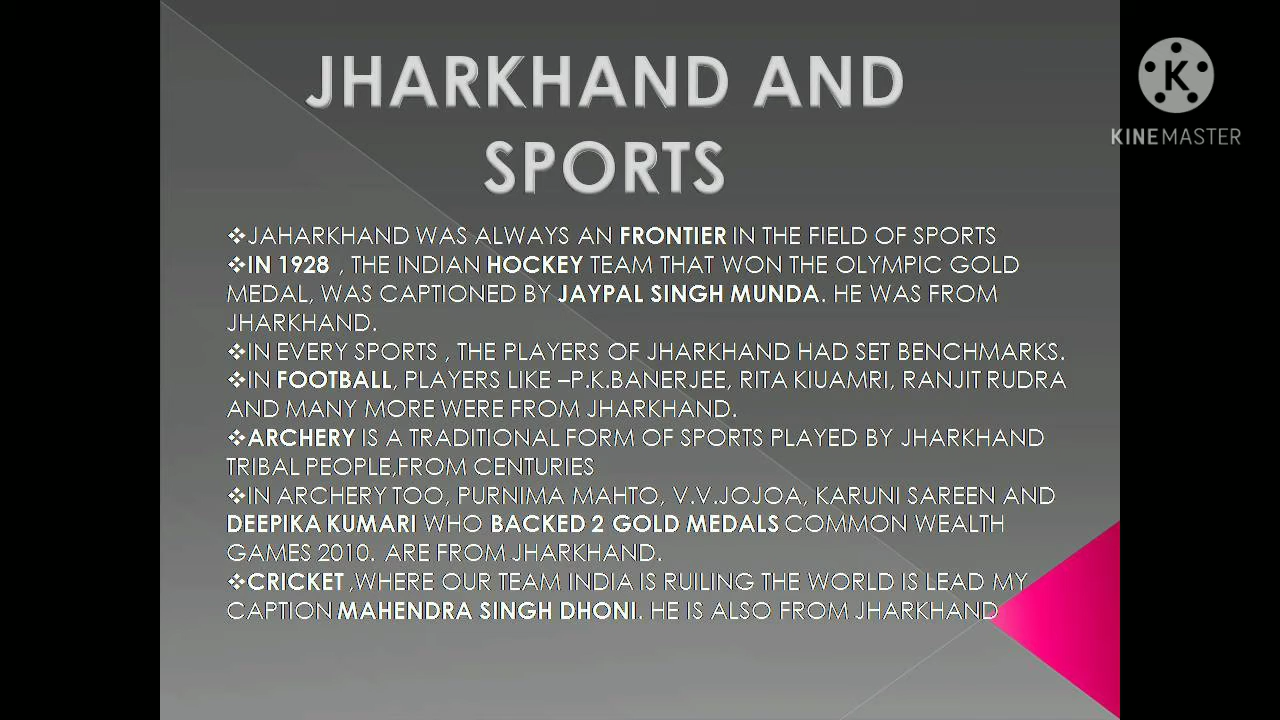 JHARKHAND AND
SPORTS
K
KINEMASTER
❖JAHARKHAND WAS ALWAYS AN FRONTIER IN THE FIELD OF SPORTS
❖IN 1928 , THE INDIAN HOCKEY TEAM THAT WON THE OLYMPIC GOLD
MEDAL, WAS CAPTIONED BY JAYPAL SINGH MUNDA. HE WAS FROM
JHARKHAND.
❖IN EVERY SPORTS , THE PLAYERS OF JHARKHAND HAD SET BENCHMARKS.
❖IN FOOTBALL, PLAYERS LIKE –P.K.BANERJEE, RITA KIUAMRI, RANJIT RUDRA
AND MANY MORE WERE FROM JHARKHAND.
❖ARCHERY IS A TRADITIONAL FORM OF SPORTS PLAYED BY JHARKHAND
TRIBAL PEOPLE,FROM CENTURIES
❖IN ARCHERY TOO, PURNIMA MAHTO, V.V.JOJOA, KARUNI SAREEN AND
DEEPIKA KUMARI WHO BACKED 2 GOLD MEDALS COMMON WEALTH
GAMES 2010. ARE FROM JHARKHAND.
❖CRICKET ,WHERE OUR TEAM INDIA IS RUILING THE WORLD IS LEAD MY
CAPTION MAHENDRA SINGH DHONI. HE IS ALSO FROM JHARKHAND